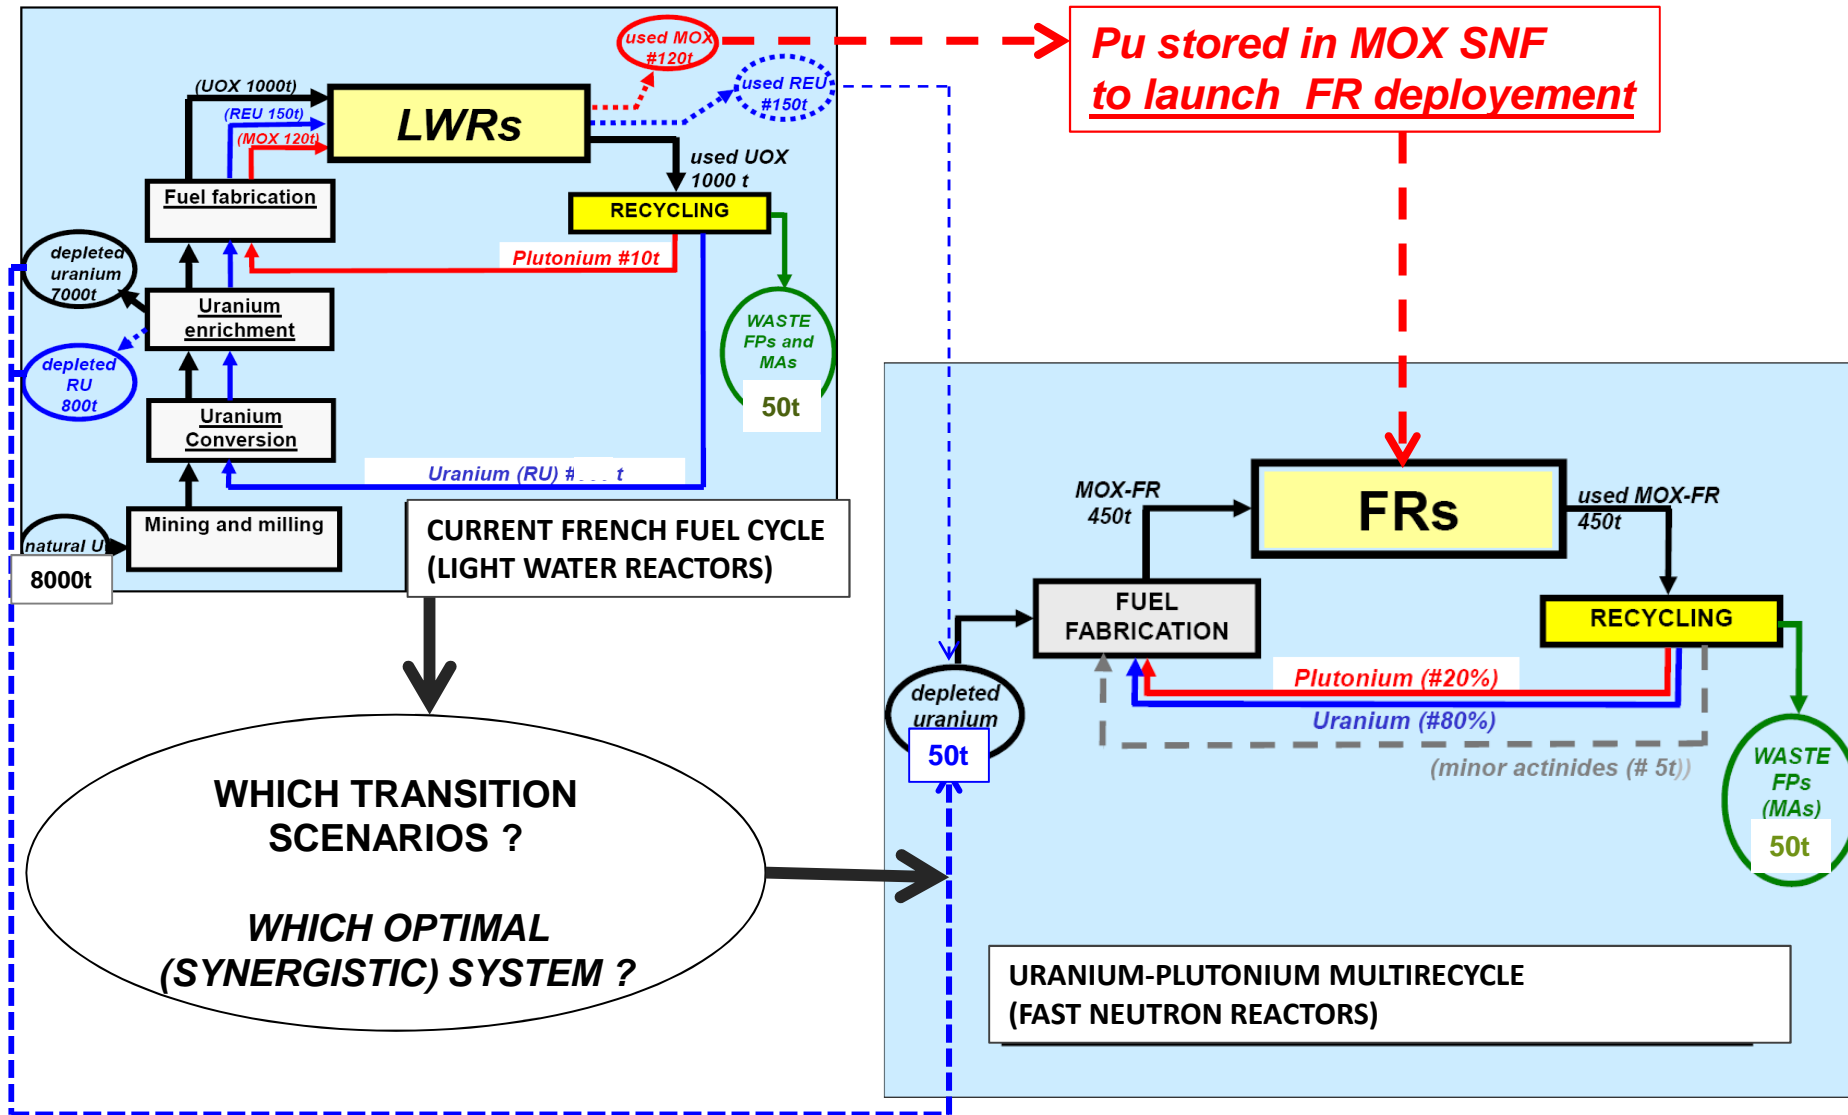 used MOX
#120t
used REU
#150t
Pu stored in MOX SNF
to launch FR deployement
(UOX 1000t)
(REU 150t)
(MOX 120t)
LWRs
used UOX
1000 t
Fuel fabrication
RECYCLING
Plutonium #10t
depleted
uranium
7000t
Uranium
enrichment
WASTE
FPs and
MAs
50t
depleted
RU
800t
Uranium
Conversion
Uranium (RU) # t
Mining and milling
natural U
8000t
CURRENT FRENCH FUEL CYCLE
(LIGHT WATER REACTORS)
MOX-FR
450t
FRs
used MOX-FR
450t
FUEL
FABRICATION
RECYCLING
Plutonium (#20%)
Uranium (#80%)
(minor actinides (# 5t))
depleted
uranium
50t
WASTE
FPs
(MAs)
50t
WHICH TRANSITION
SCENARIOS ?
WHICH OPTIMAL
(SYNERGISTIC) SYSTEM ?
URANIUM-PLUTONIUM MULTIRECYCLE
(FAST NEUTRON REACTORS)